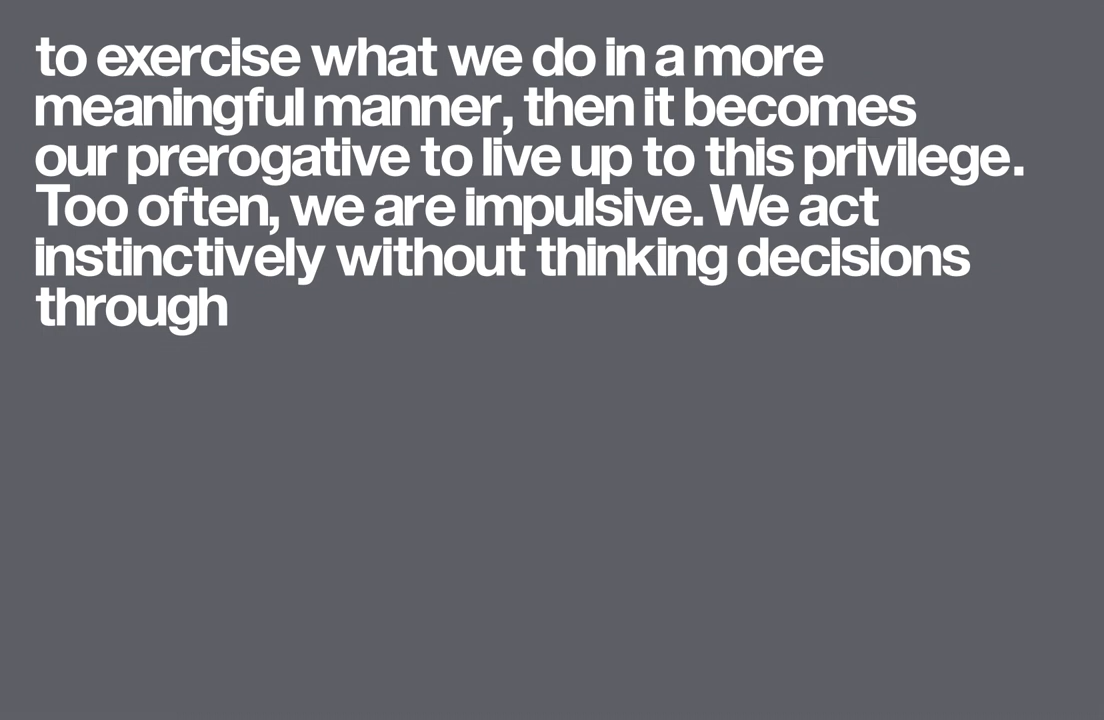 to exercise what we do in a more
meaningful manner, then it becomes
our prerogative to live up to this privilege.
Too often, we are impulsive. We act
instinctively without thinking decisions
through